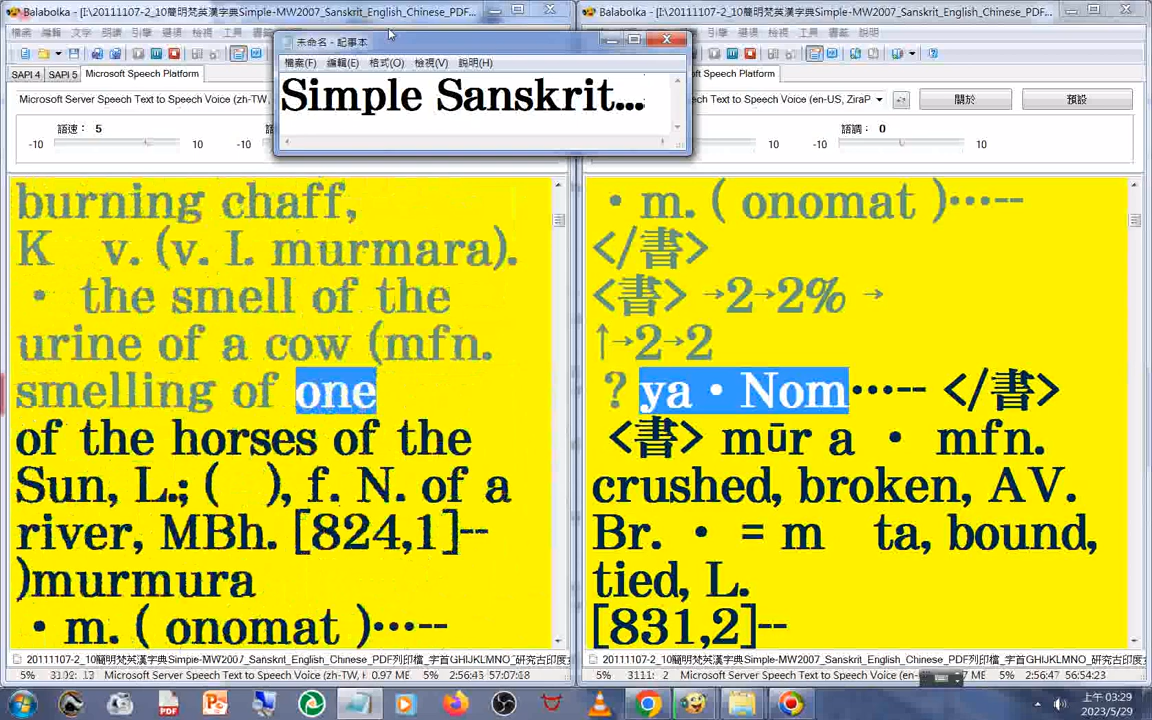 Balabolka - [I:\20111107-2_10簡明梵英漢字典Simple-MW2007_Sanskrit_English_Chinese_PDF...
Balabolka - [I:\20111107-2_10簡明梵英漢字典Simple-MW2007_Sanskrit_English_Chinese_PDF...
未命名 - 記事本
檔案(F) 編輯(E) 格式(O) 檢視(V) 說明(H)
Simple Sanskrit...
SAPI 4 SAPI 5 Microsoft Speech Platform
Microsoft Server Speech Text to Speech Voice (zh-TW,
語速: 5
-10 10 -10
Speech Platform
ech Text to Speech Voice (en-US, ZiraP
關於 預設
語調: 0
10 -10 10
burning chaff,
K v. (v. I. murmara).
• the smell of the
urine of a cow (mfn.
smelling of one
of the horses of the
Sun, L.; ( ), f. N. of a
river, MBh. [824,1]--
)murmura
• m. ( onomat )…--
• m. ( onomat )…--
</書>
<書> →2→2% →
↑→2→2
? ya • Nom…-- </書>
<書> mūr a • mfn.
crushed, broken, AV.
Br. • = m ta, bound,
tied, L.
[831,2]--
20111107-2_10簡明梵英漢字典Simple-MW2007_Sanskrit_English_Chinese_PDF列印檔_字首GHIJKLMNO_研究古印度
20111107-2_10簡明梵英漢字典Simple-MW2007_Sanskrit_English_Chinese_PDF列印檔_字首GHIJKLMNO_研究古印度
5% 3102: 13 Microsoft Server Speech Text to Speech Voice (zh-TW, 0.97 ME 5% 2:56:45 57:07:18
5% 3111: 2 Microsoft Server Speech Text to Speech Voice ME 5% 2:56:47 56:54:23
上午 03:29
2023/5/29